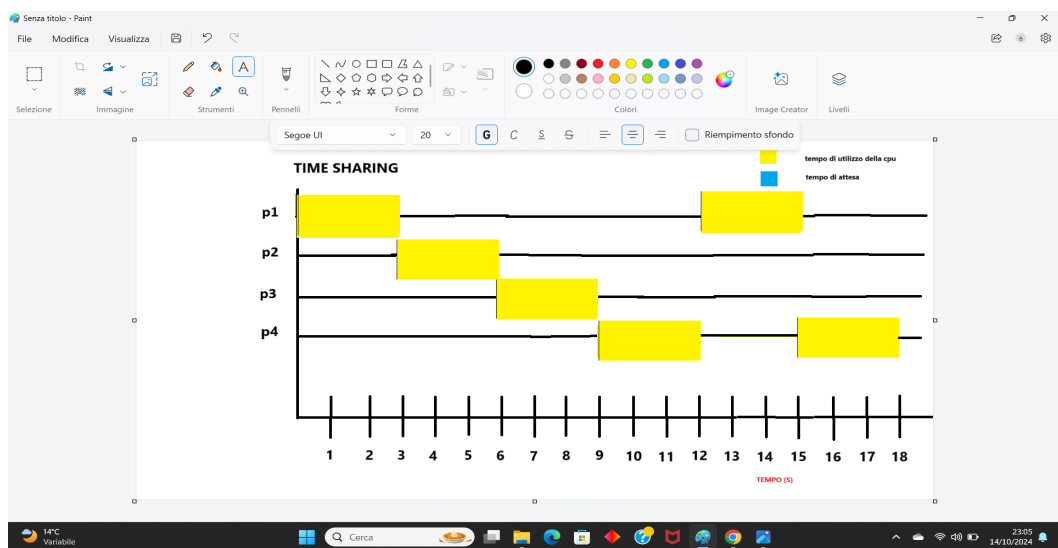 Senza titolo - Paint
File Modifica Visualizza
A
Selezione Immagine Strumenti Pennelli Forme Colori Image Creator Livelli
Segoe UI 20 G C S S Riempimento sfondo
TIME SHARING
tempo di utilizzo della cpu
tempo di attesa
p1
p2
p3
p4
1 2 3 4 5 6 7 8 9 10 11 12 13 14 15 16 17 18
TEMPO (S)
14°C
Variabile
Cerca
23:05
14/10/2024